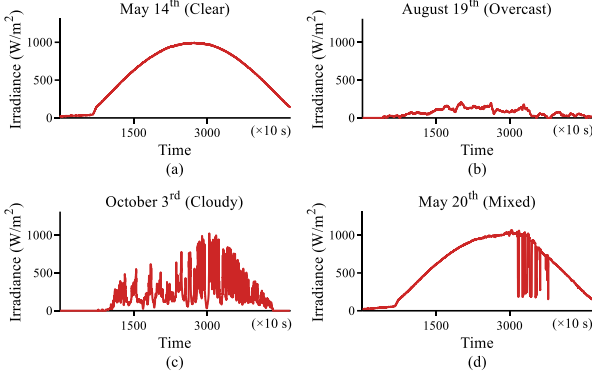 May 14th (Clear)
Irradiance (W/m2)
1000
500
0
1500
3000
(×10 s)
Time
(a)
August 19th (Overcast)
Irradiance (W/m2)
1000
500
0
1500
3000
(×10 s)
Time
(b)
October 3rd (Cloudy)
Irradiance (W/m2)
1000
500
0
1500
3000
(×10 s)
Time
(c)
May 20th (Mixed)
Irradiance (W/m2)
1000
500
0
1500
3000
(×10 s)
Time
(d)